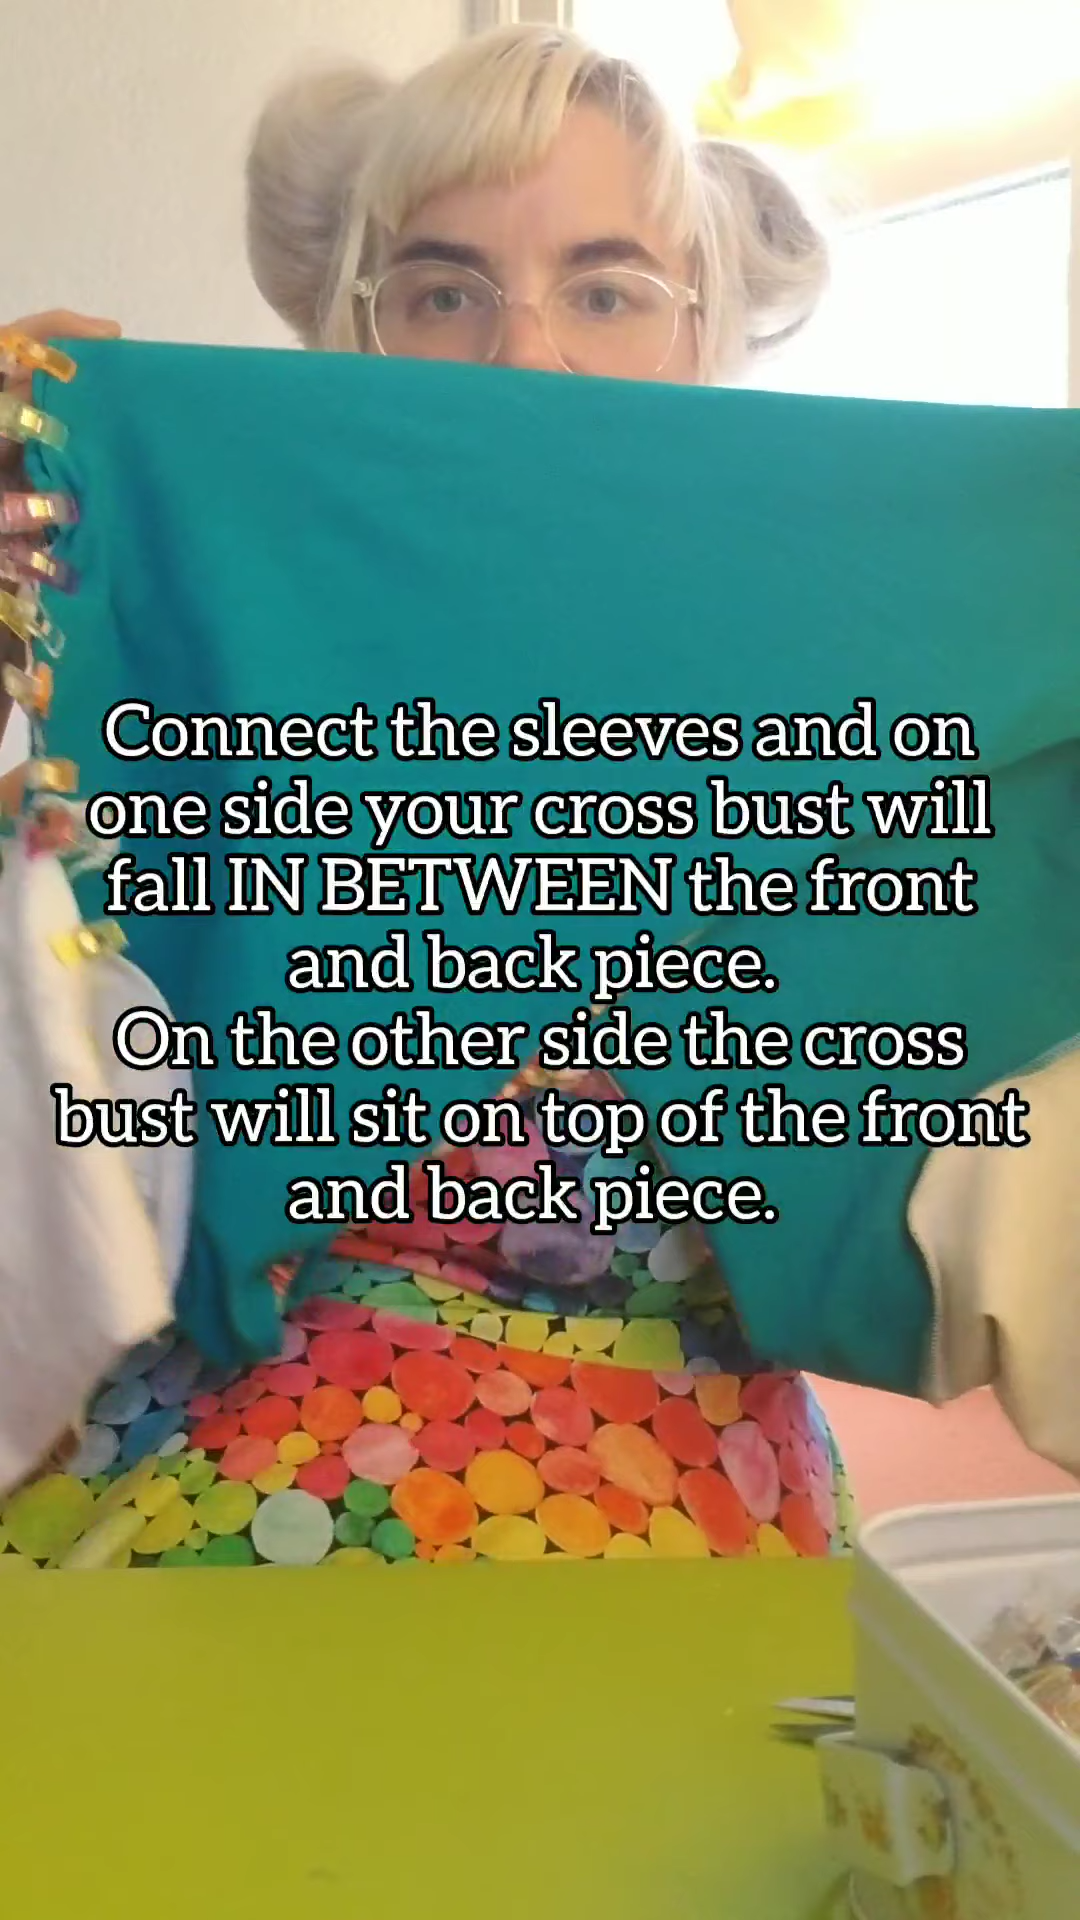 Connect the sleeves and on
one side your cross bust will
fall IN BETWEEN the front
and back piece.
On the other side the cross
bust will sit on top of the front
and back piece.